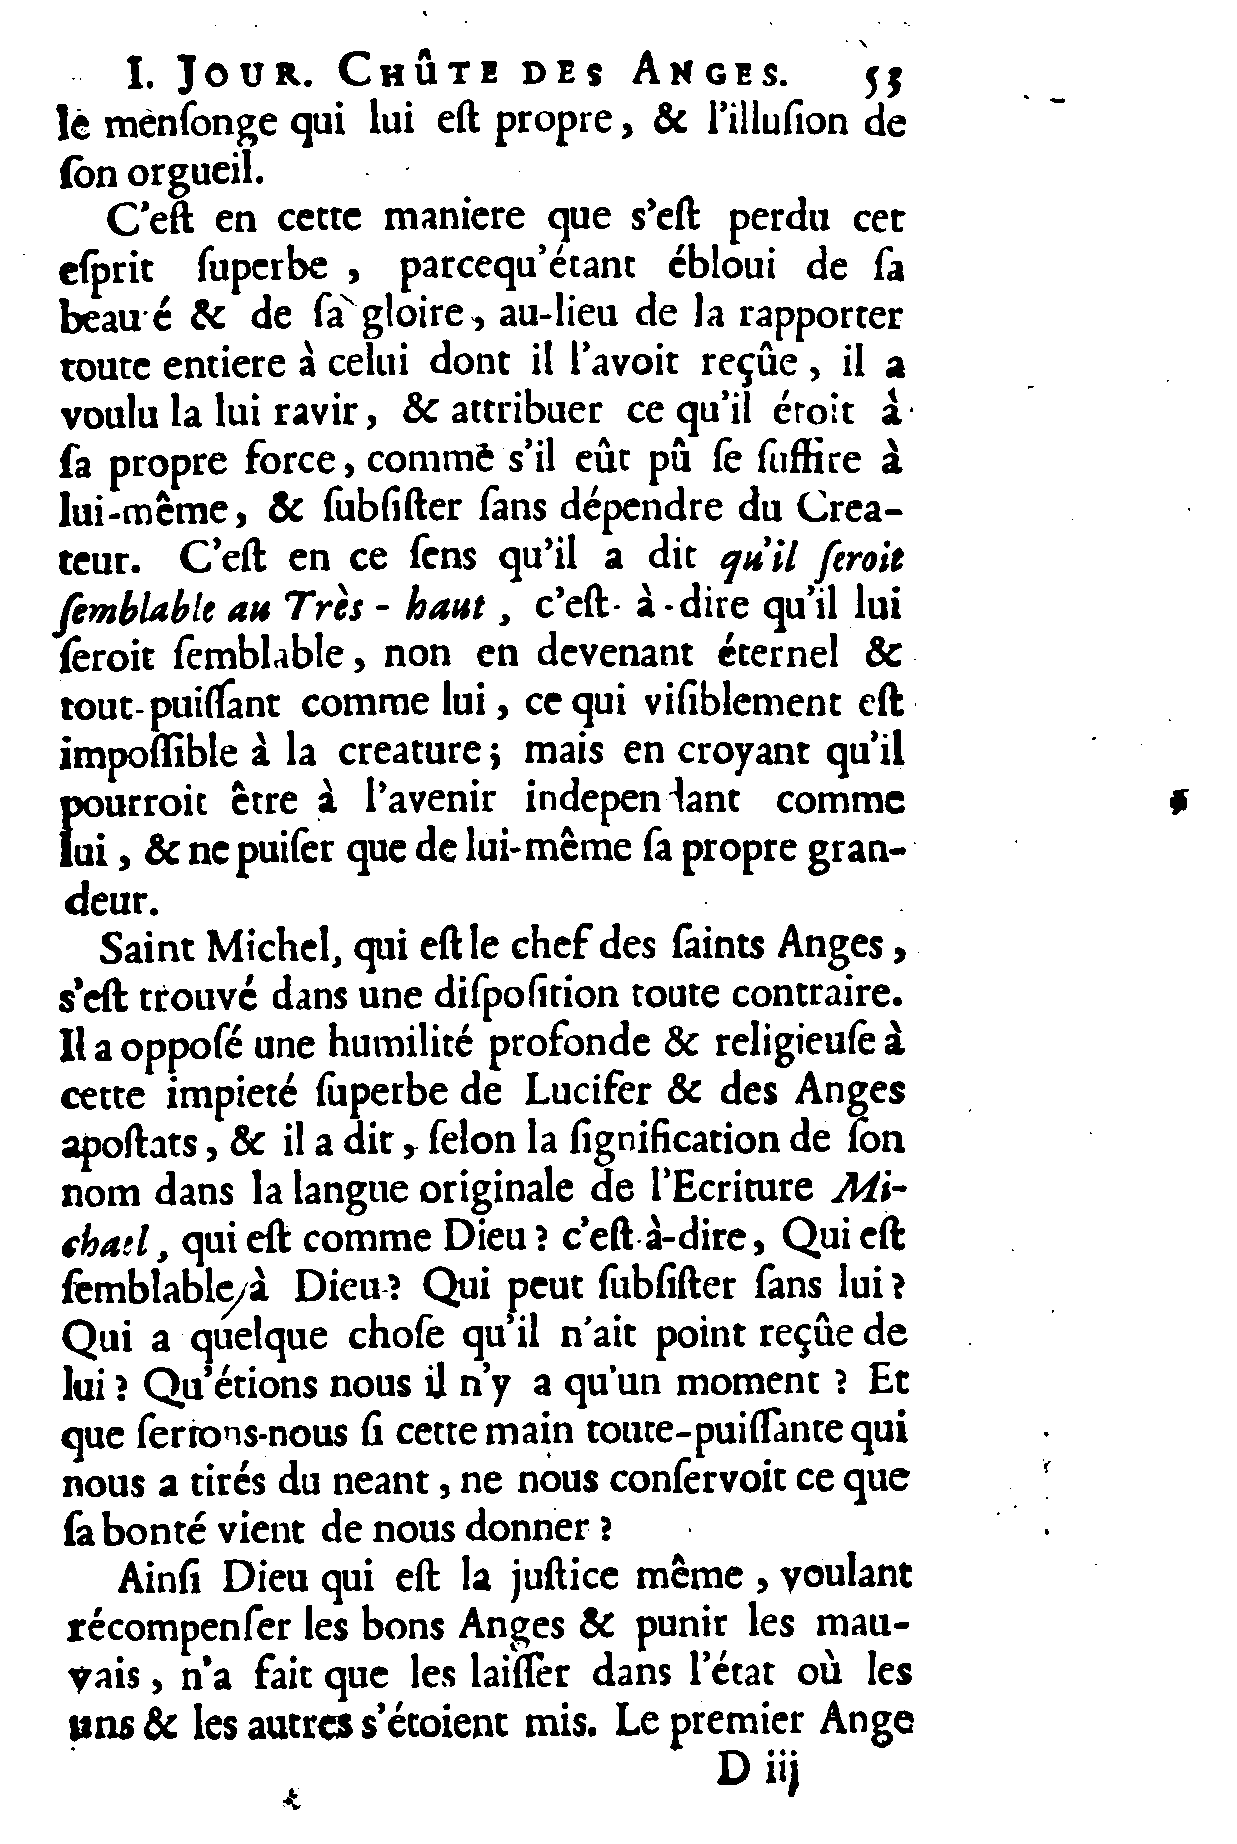 I. JOUR. CHÛTE DES ANGES. 53
le mensonge qui lui eſt propre, & l'illuſion de
ſon orgueil.
C'eſt en cette maniere que s'eſt perdu cet
eſprit ſuperbe , parcequ'étant ébloui de ſa
beauté & de ſa gloire, au-lieu de la rapporter
toute entiere à celui dont il l'avoit reçûe, il a
voulu la lui ravir, & attribuer ce qu'il étoit à
ſa propre force, comme s'il eût pû ſe ſuffire à
lui-même, & ſubſiſter ſans dépendre du Crea-
teur. C'eſt en ce ſens qu'il a dit qu'il ſeroit
ſemblable au Très-haut, c'eſt-à-dire qu'il lui
ſeroit ſemblable, non en devenant éternel &
tout-puiſſant comme lui, ce qui viſiblement eſt
impoſſible à la creature; mais en croyant qu'il
pourroit être à l'avenir independant comme
lui, & ne puiſer que de lui-même ſa propre gran-
deur.
Saint Michel, qui eſt le chef des ſaints Anges,
s'eſt trouvé dans une diſpoſition toute contraire.
Il a oppoſé une humilité profonde & religieuſe à
cette impieté ſuperbe de Lucifer & des Anges
apoſtats, & il a dit, ſelon la ſignification de ſon
nom dans la langue originale de l'Ecriture Mi-
chael, qui eſt comme Dieu ? c'eſt-à-dire, Qui eſt
ſemblable à Dieu ? Qui peut ſubſiſter ſans lui ?
Qui a quelque choſe qu'il n'ait point reçûe de
lui ? Qu'étions nous il n'y a qu'un moment ? Et
que ſerions-nous ſi cette main toute-puiſſante qui
nous a tirés du neant, ne nous conſervoit ce que
ſa bonté vient de nous donner ?
Ainſi Dieu qui eſt la juſtice même, voulant
récompenſer les bons Anges & punir les mau-
vais, n'a fait que les laiſſer dans l'état où les
uns & les autres s'étoient mis. Le premier Ange
D iij